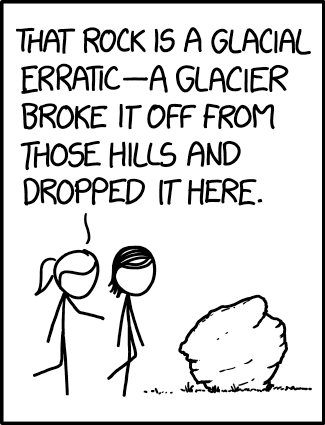 THAT ROCK IS A GLACIAL
ERRATIC—A GLACIER
BROKE IT OFF FROM
THOSE HILLS AND
DROPPED IT HERE.